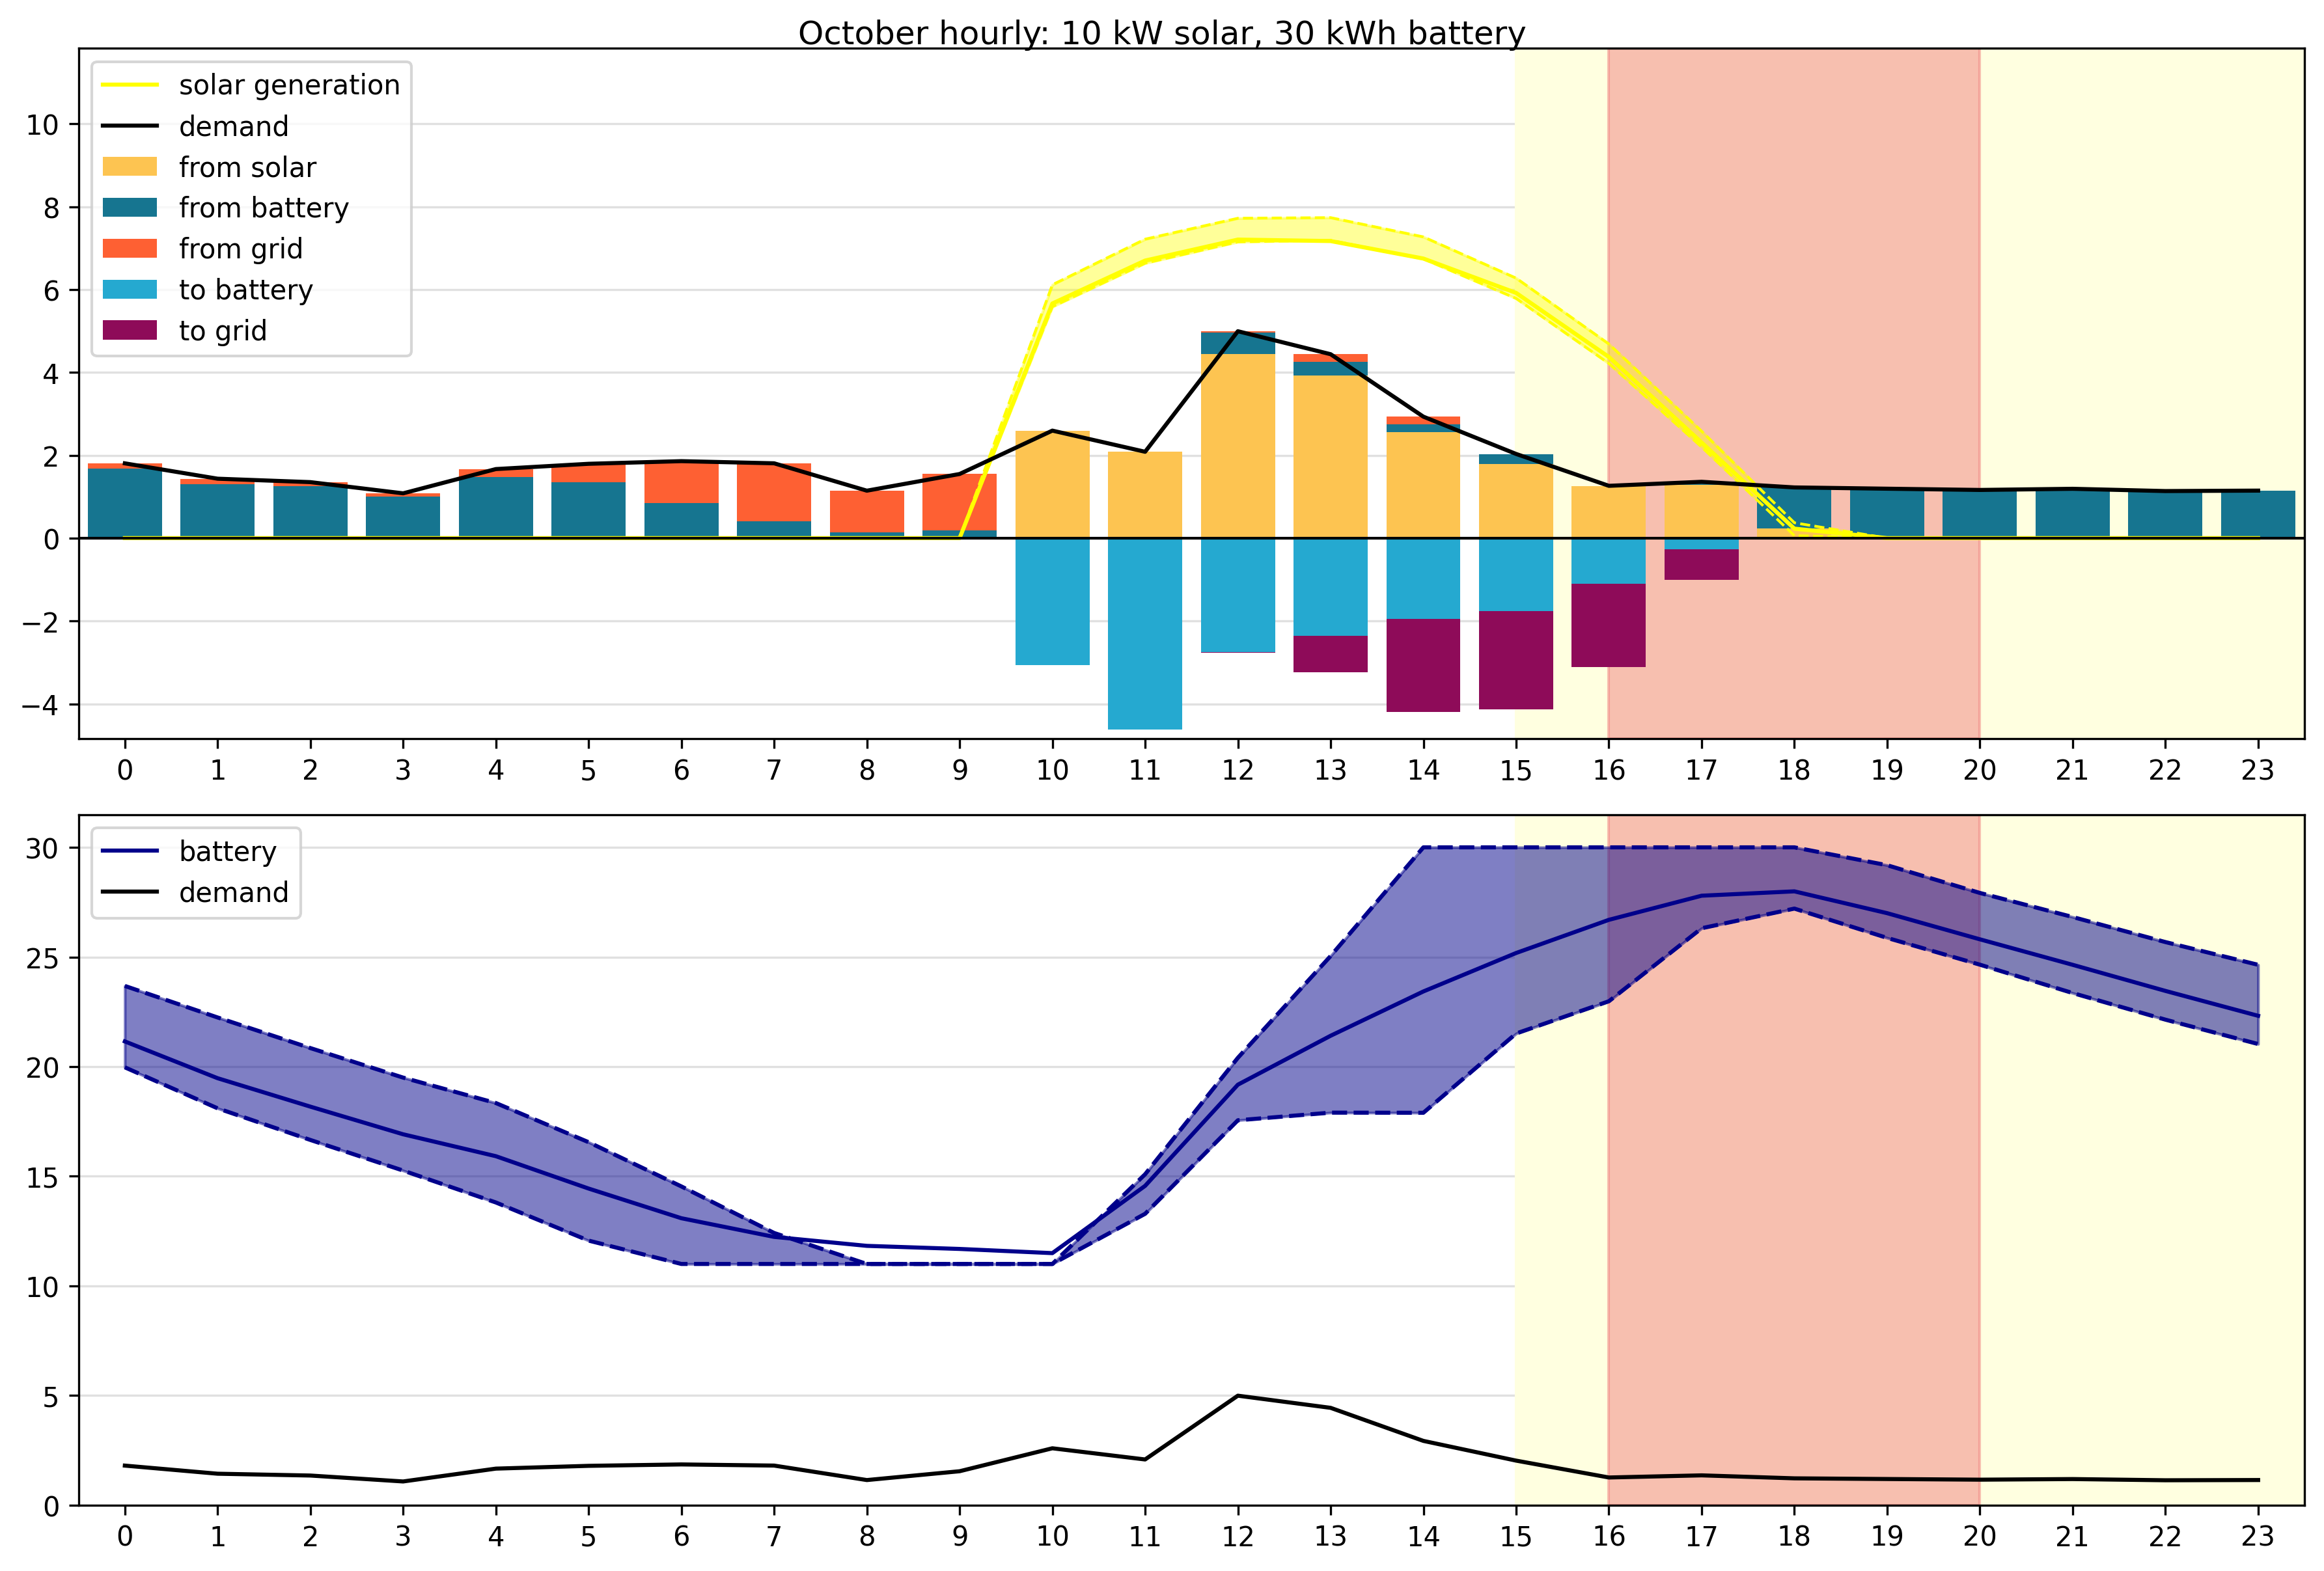 October hourly: 10 kW solar, 30 kWh battery
solar generation
demand
from solar
from battery
from grid
to battery
to grid
10
8
6
4
2
0
−2
−4
0 1 2 3 4 5 6 7 8 9 10 11 12 13 14 15 16 17 18 19 20 21 22 23
battery
demand
30
25
20
15
10
5
0
0 1 2 3 4 5 6 7 8 9 10 11 12 13 14 15 16 17 18 19 20 21 22 23